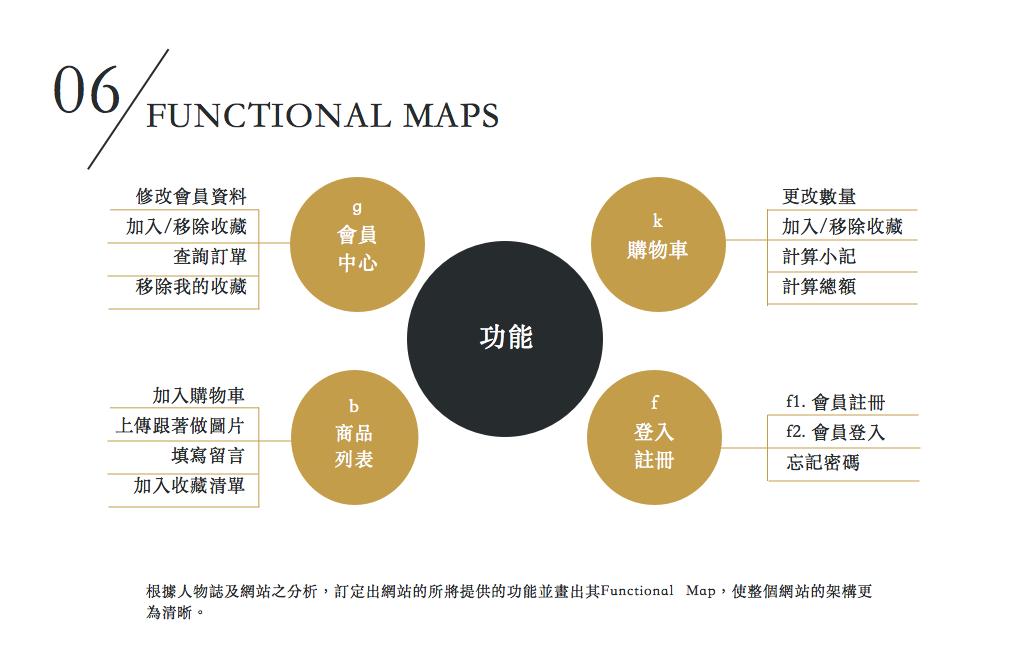 06
FUNCTIONAL MAPS
修改會員資料
加入/移除收藏
查詢訂單
移除我的收藏
g
會員
中心
k
購物車
更改數量
加入/移除收藏
計算小記
計算總額
功能
加入購物車
上傳跟著做圖片
填寫留言
加入收藏清單
b
商品
列表
f
登入
註冊
f1. 會員註冊
f2. 會員登入
忘記密碼
根據人物誌及網站之分析，訂定出網站的所將提供的功能並畫出其Functional Map，使整個網站的架構更
為清晰。